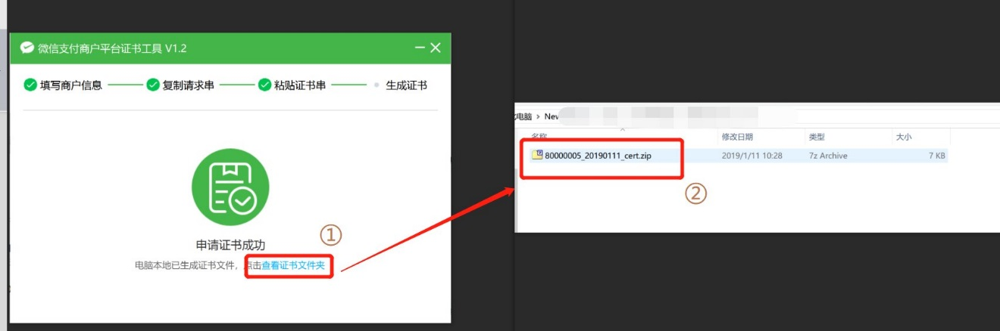 微信支付商户平台证书工具 V1.2
填写商户信息 复制请求串 粘贴证书串 生成证书
申请证书成功
①
电脑本地已生成证书文件，点击查看证书文件夹
电脑 › New
名称 修改日期 类型 大小
80000005_20190111_cert.zip 2019/1/11 10:28 7z Archive 7 KB
②